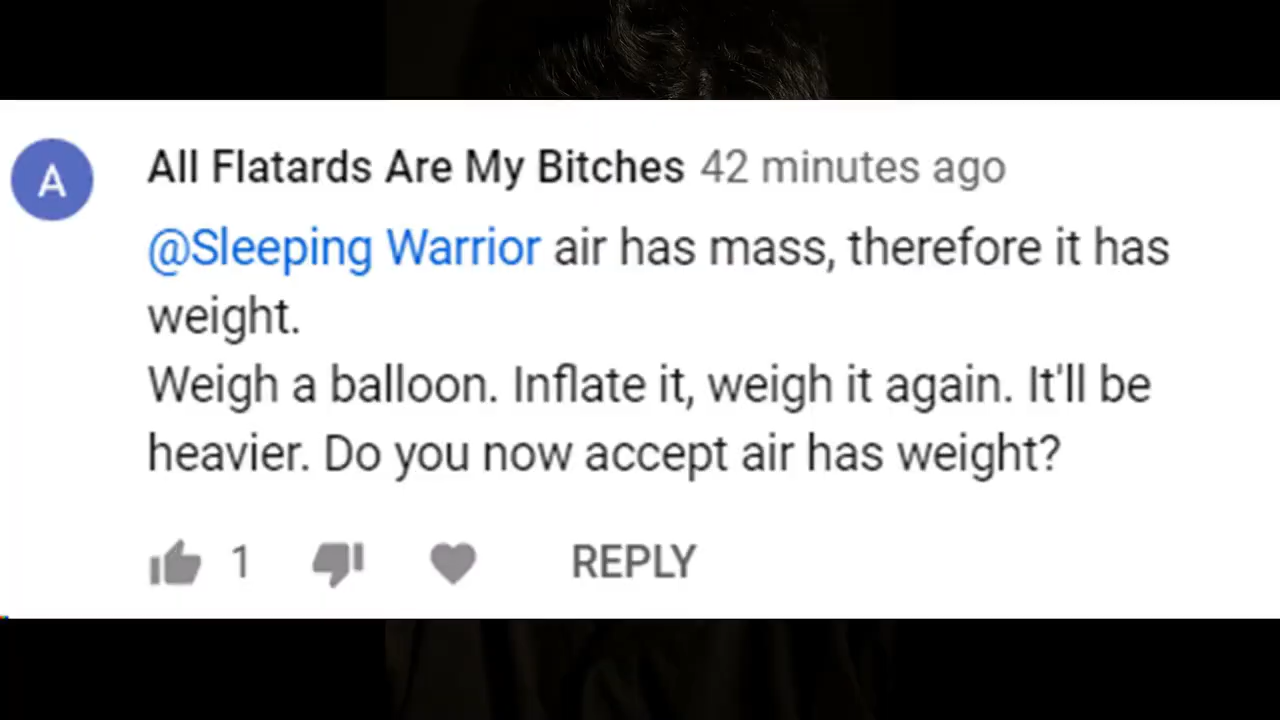 A
All Flatards Are My Bitches 42 minutes ago
@Sleeping Warrior air has mass, therefore it has
weight.
Weigh a balloon. Inflate it, weigh it again. It'll be
heavier. Do you now accept air has weight?
1 REPLY